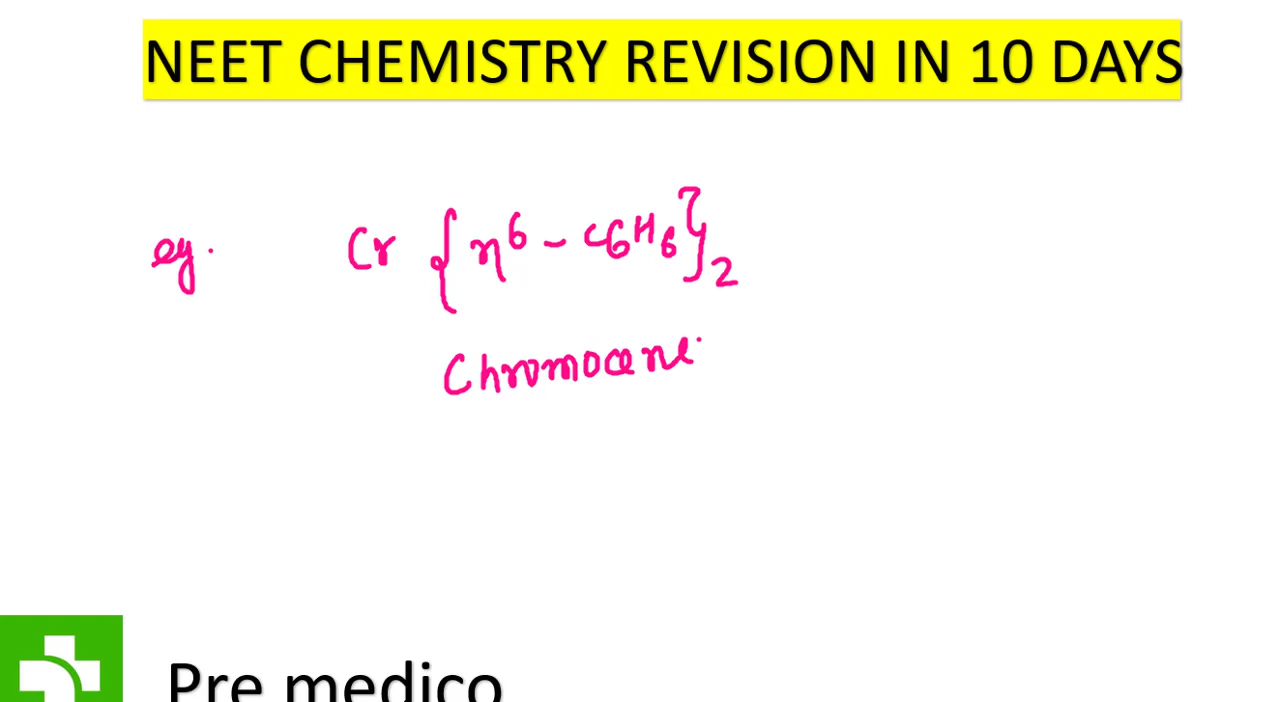 NEET CHEMISTRY REVISION IN 10 DAYS
eg. Cr {η⁶ - C6H6}₂
Chromocene
Pre medico